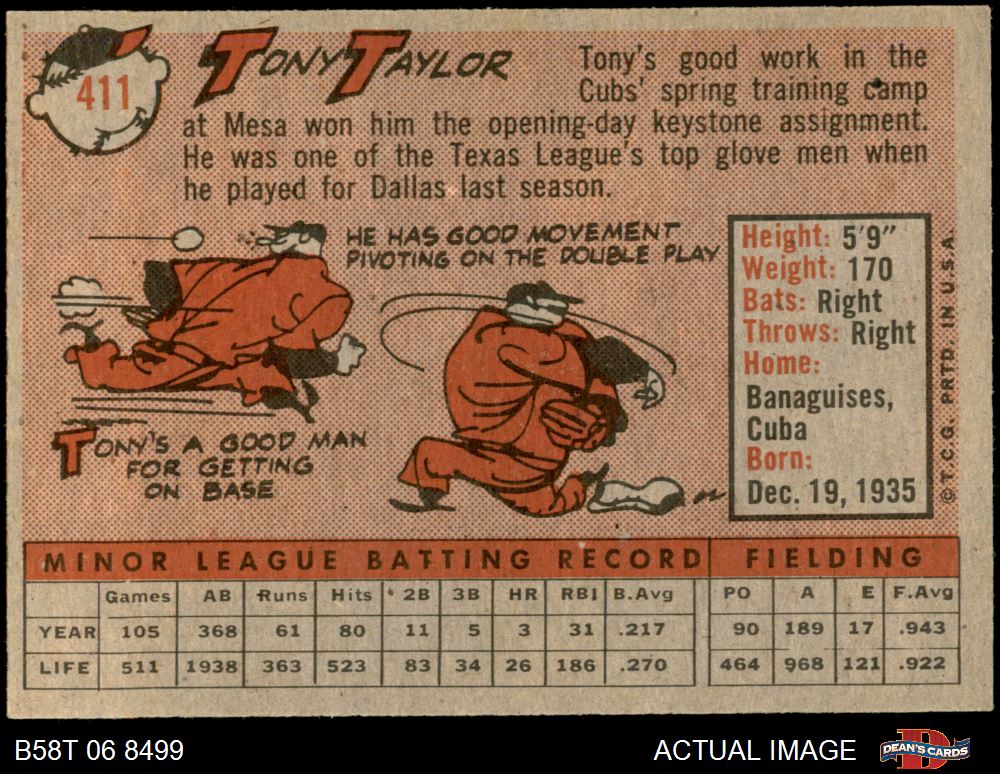 411
TONY TAYLOR
Tony's good work in the
Cubs' spring training camp
at Mesa won him the opening-day keystone assignment.
He was one of the Texas League's top glove men when
he played for Dallas last season.
HE HAS GOOD MOVEMENT
PIVOTING ON THE DOUBLE PLAY
TONY'S A GOOD MAN
FOR GETTING
ON BASE
Height: 5'9"
Weight: 170
Bats: Right
Throws: Right
Home:
Banaguises,
Cuba
Born:
Dec. 19, 1935
© T.C.G. PRTD. IN U.S.A.
MINOR LEAGUE BATTING RECORD FIELDING
Games AB Runs Hits 2B 3B HR RBI B.Avg PO A E F.Avg
YEAR 105 368 61 80 11 5 3 31 .217 90 189 17 .943
LIFE 511 1938 363 523 83 34 26 186 .270 464 968 121 .922
B58T 06 8499 ACTUAL IMAGE DEAN'S CARDS